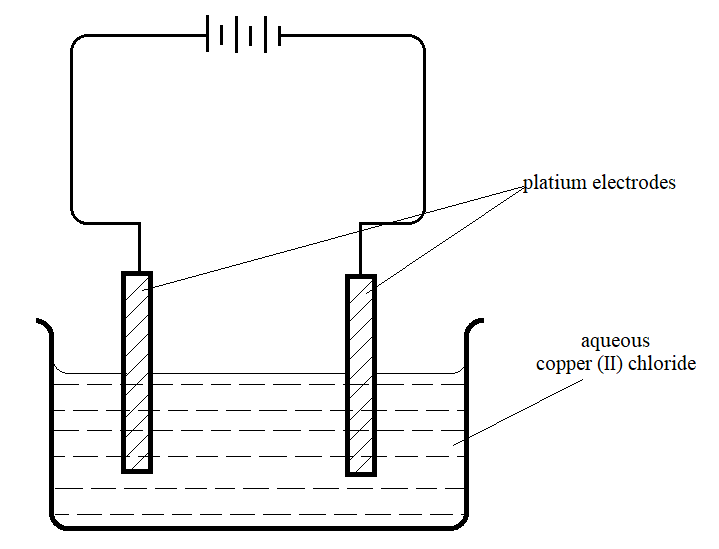 platium electrodes
aqueous
copper (II) chloride